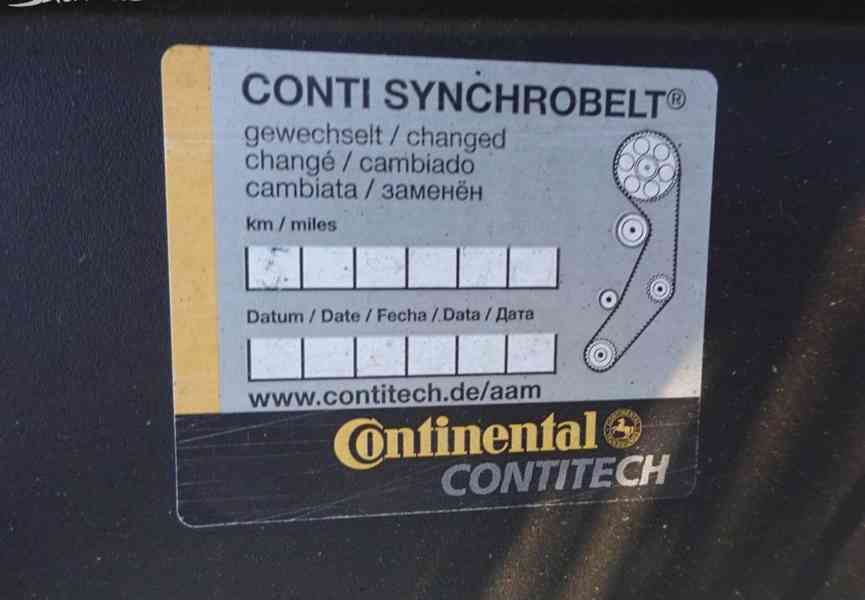 CONTI SYNCHROBELT®
gewechselt / changed
changé / cambiado
cambiata / заменён
km / miles
Datum / Date / Fecha / Data / Дата
www.contitech.de/aam
Continental
CONTITECH